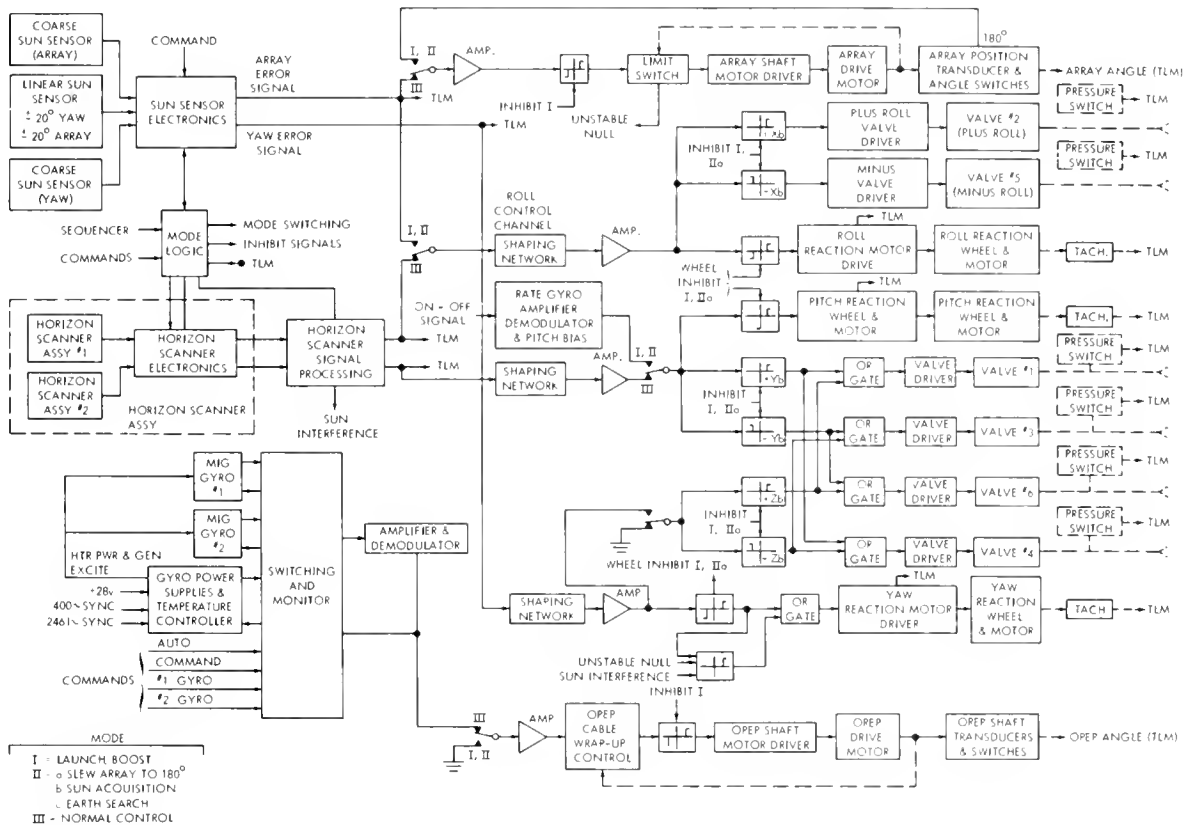 COARSE
SUN SENSOR
(ARRAY)
LINEAR SUN
SENSOR
± 20° YAW
± 20° ARRAY
COARSE
SUN SENSOR
(YAW)
COMMAND
SUN SENSOR
ELECTRONICS
ARRAY
ERROR
SIGNAL
YAW ERROR
SIGNAL
I, II
III
TLM
TLM
AMP.
INHIBIT I
LIMIT
SWITCH
UNSTABLE
NULL
ARRAY SHAFT
MOTOR DRIVER
ARRAY
DRIVE
MOTOR
180°
ARRAY POSITION
TRANSDUCER &
ANGLE SWITCHES
ARRAY ANGLE (TLM)
PRESSURE
SWITCH
TLM
+Xb
INHIBIT I,
IIa
-Xb
PLUS ROLL
VALVE
DRIVER
VALVE #2
(PLUS ROLL)
PRESSURE
SWITCH
TLM
MINUS
VALVE
DRIVER
VALVE #5
(MINUS ROLL)
SEQUENCER
COMMANDS
MODE
LOGIC
MODE SWITCHING
INHIBIT SIGNALS
TLM
I, II
III
ROLL
CONTROL
CHANNEL
SHAPING
NETWORK
AMP.
WHEEL
INHIBIT
I, IIa
TLM
ROLL
REACTION MOTOR
DRIVE
ROLL REACTION
WHEEL &
MOTOR
TACH.
TLM
TLM
PITCH REACTION
WHEEL &
MOTOR
PITCH REACTION
WHEEL &
MOTOR
TACH.
TLM
HORIZON
SCANNER
ASSY #1
HORIZON
SCANNER
ASSY #2
HORIZON
SCANNER
ELECTRONICS
HORIZON SCANNER
ASSY
HORIZON
SCANNER
SIGNAL
PROCESSING
SUN
INTERFERENCE
ON - OFF
SIGNAL
TLM
TLM
RATE GYRO
AMPLIFIER
DEMODULATOR
& PITCH BIAS
SHAPING
NETWORK
AMP.
I, II
III
+Yb
INHIBIT
I, IIa
-Yb
OR
GATE
VALVE
DRIVER
VALVE #1
PRESSURE
SWITCH
TLM
OR
GATE
VALVE
DRIVER
VALVE #3
PRESSURE
SWITCH
TLM
+Zb
INHIBIT
I, IIa
-Zb
OR
GATE
VALVE
DRIVER
VALVE #6
PRESSURE
SWITCH
TLM
OR
GATE
VALVE
DRIVER
VALVE #4
PRESSURE
SWITCH
TLM
MIG
GYRO
#1
MIG
GYRO
#2
HTR PWR & GEN
EXCITE
+28v
400~SYNC
2461~SYNC
GYRO POWER
SUPPLIES &
TEMPERATURE
CONTROLLER
COMMANDS
AUTO
COMMAND
#1 GYRO
#2 GYRO
SWITCHING
AND
MONITOR
AMPLIFIER &
DEMODULATOR
WHEEL INHIBIT I, IIa
SHAPING
NETWORK
AMP
OR
GATE
TLM
YAW
REACTION MOTOR
DRIVER
YAW
REACTION
WHEEL
& MOTOR
TACH
TLM
UNSTABLE NULL
SUN INTERFERENCE
INHIBIT I
III
I, II
AMP
OPEP
CABLE
WRAP-UP
CONTROL
OPEP SHAFT
MOTOR DRIVER
OREP
DRIVE
MOTOR
OPEP SHAFT
TRANSDUCERS
& SWITCHES
OPEP ANGLE (TLM)
MODE
I = LAUNCH, BOOST
II - a SLEW ARRAY TO 180°
b SUN ACQUISITION
c EARTH SEARCH
III - NORMAL CONTROL